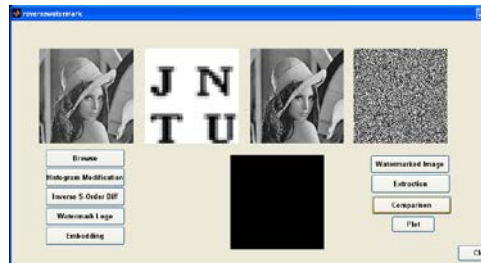 reversewatermark
J N
T U
Browse
Histogram Modification
Inverse S-Order Diff
Watermark Logo
Embedding
Watermarked Image
Extraction
Comparison
Plot